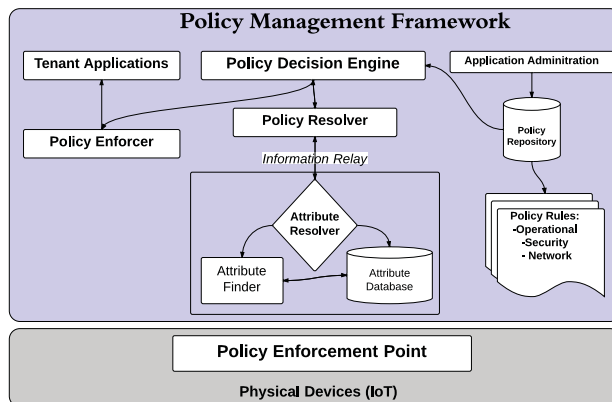 Policy Management Framework
Tenant Applications
Policy Decision Engine
Application Adminitration
Policy Enforcer
Policy Resolver
Policy
Repository
Information Relay
Attribute
Resolver
Policy Rules:
-Operational
-Security
- Network
Attribute
Finder
Attribute
Database
Policy Enforcement Point
Physical Devices (IoT)